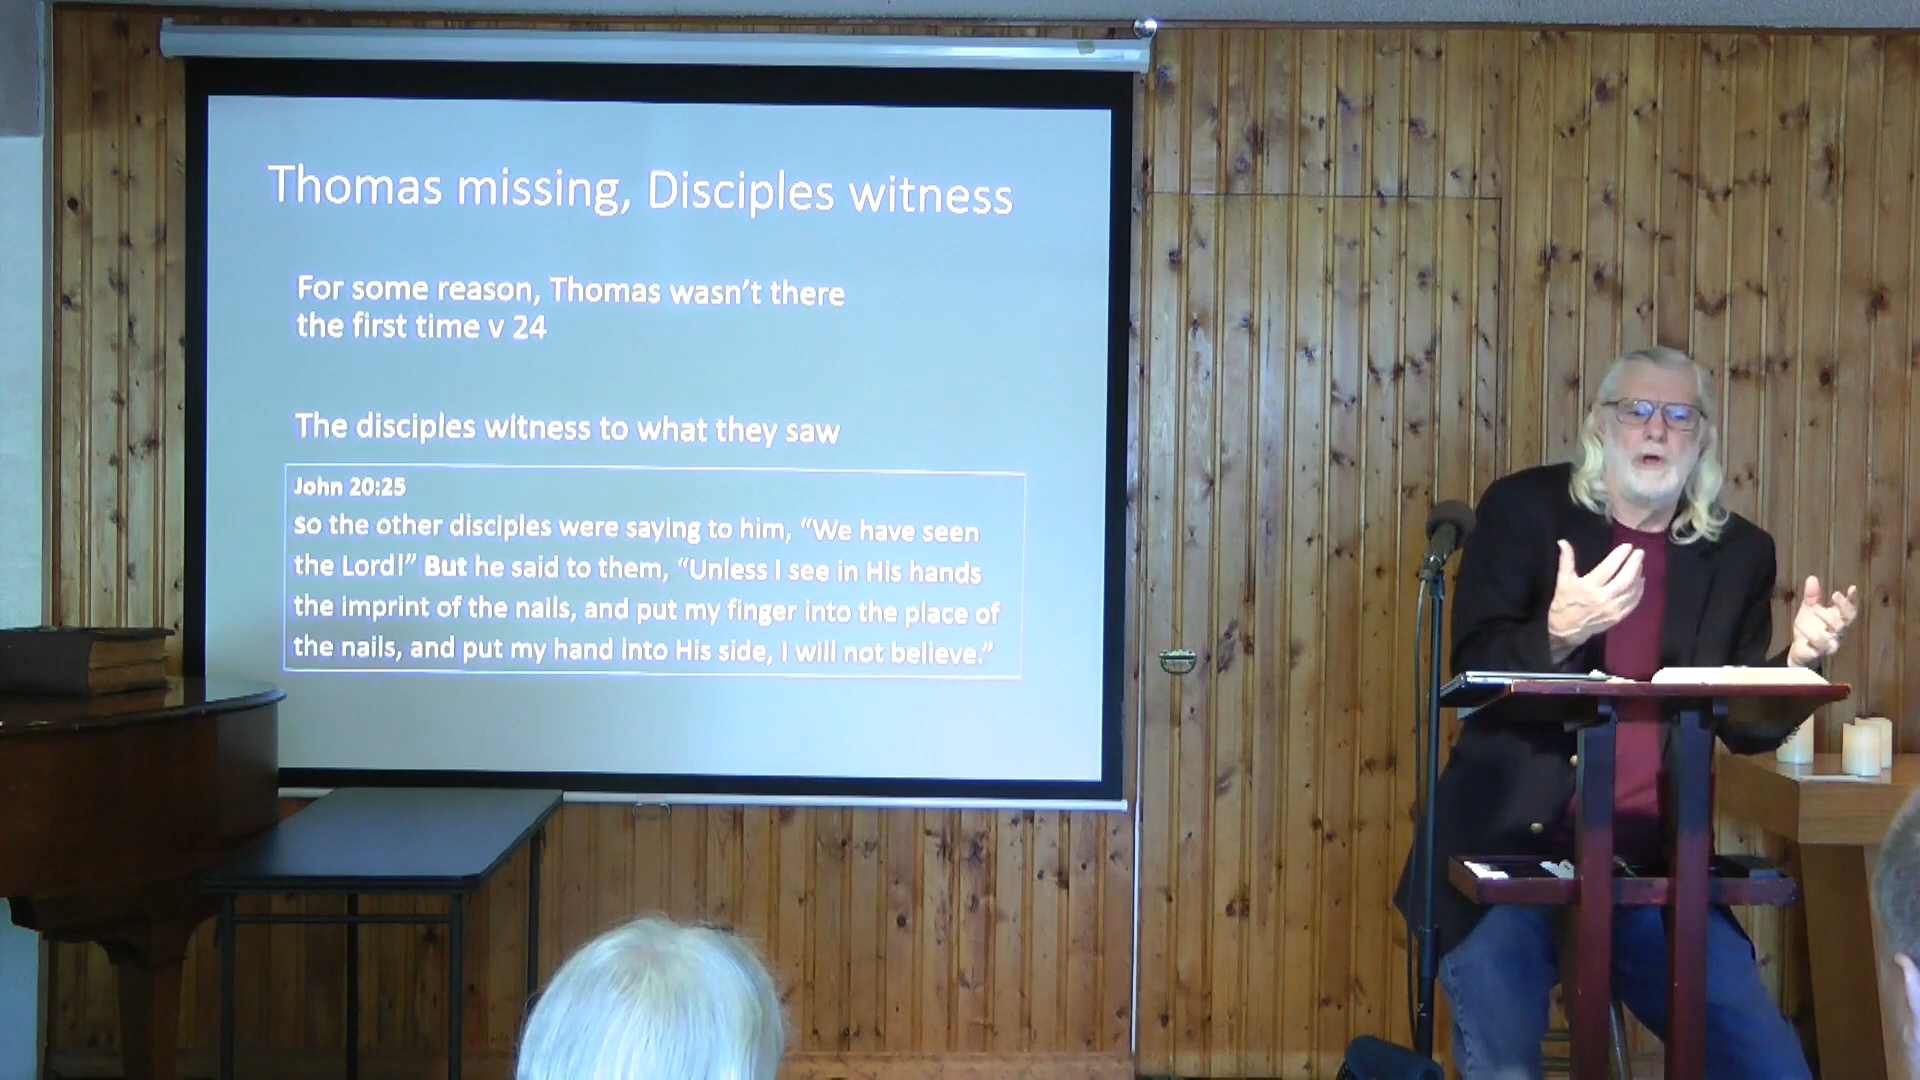 Thomas missing, Disciples witness
For some reason, Thomas wasn’t there
the first time v 24
The disciples witness to what they saw
John 20:25
so the other disciples were saying to him, “We have seen
the Lord!” But he said to them, “Unless I see in His hands
the imprint of the nails, and put my finger into the place of
the nails, and put my hand into His side, I will not believe.”